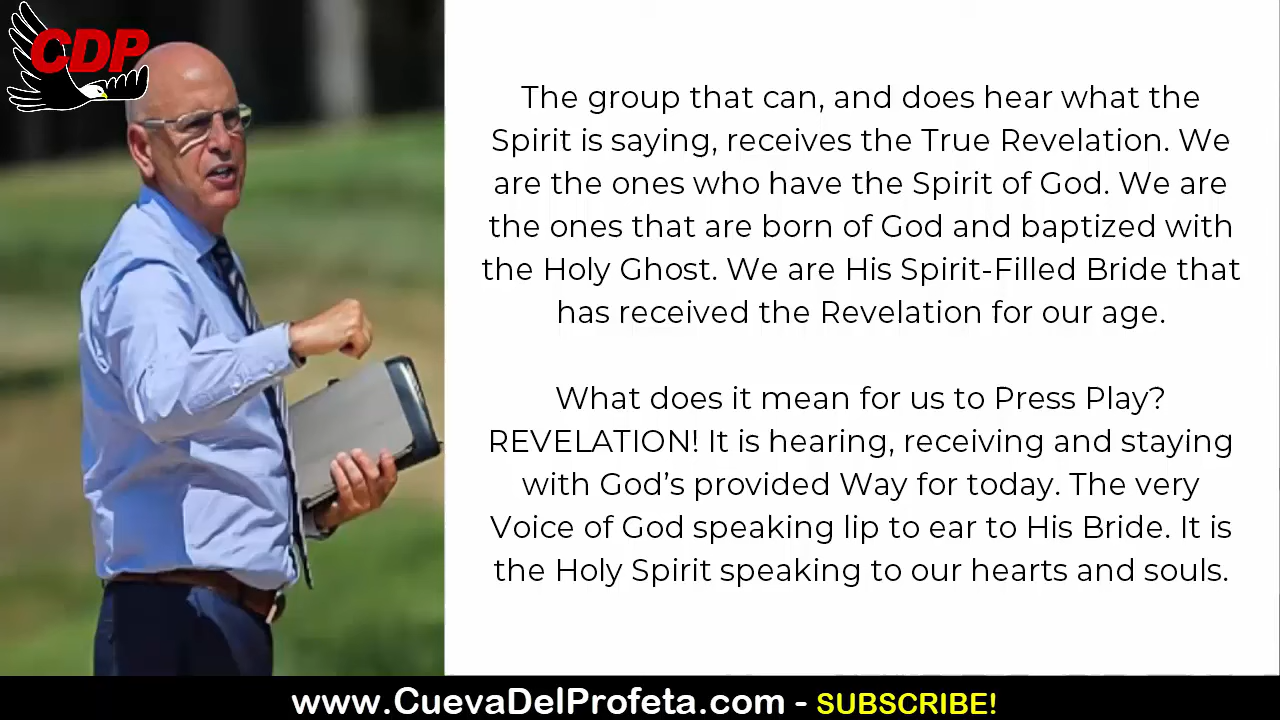 CDP
The group that can, and does hear what the
Spirit is saying, receives the True Revelation. We
are the ones who have the Spirit of God. We are
the ones that are born of God and baptized with
the Holy Ghost. We are His Spirit-Filled Bride that
has received the Revelation for our age.
What does it mean for us to Press Play?
REVELATION! It is hearing, receiving and staying
with God’s provided Way for today. The very
Voice of God speaking lip to ear to His Bride. It is
the Holy Spirit speaking to our hearts and souls.
www.CuevaDelProfeta.com - SUBSCRIBE!